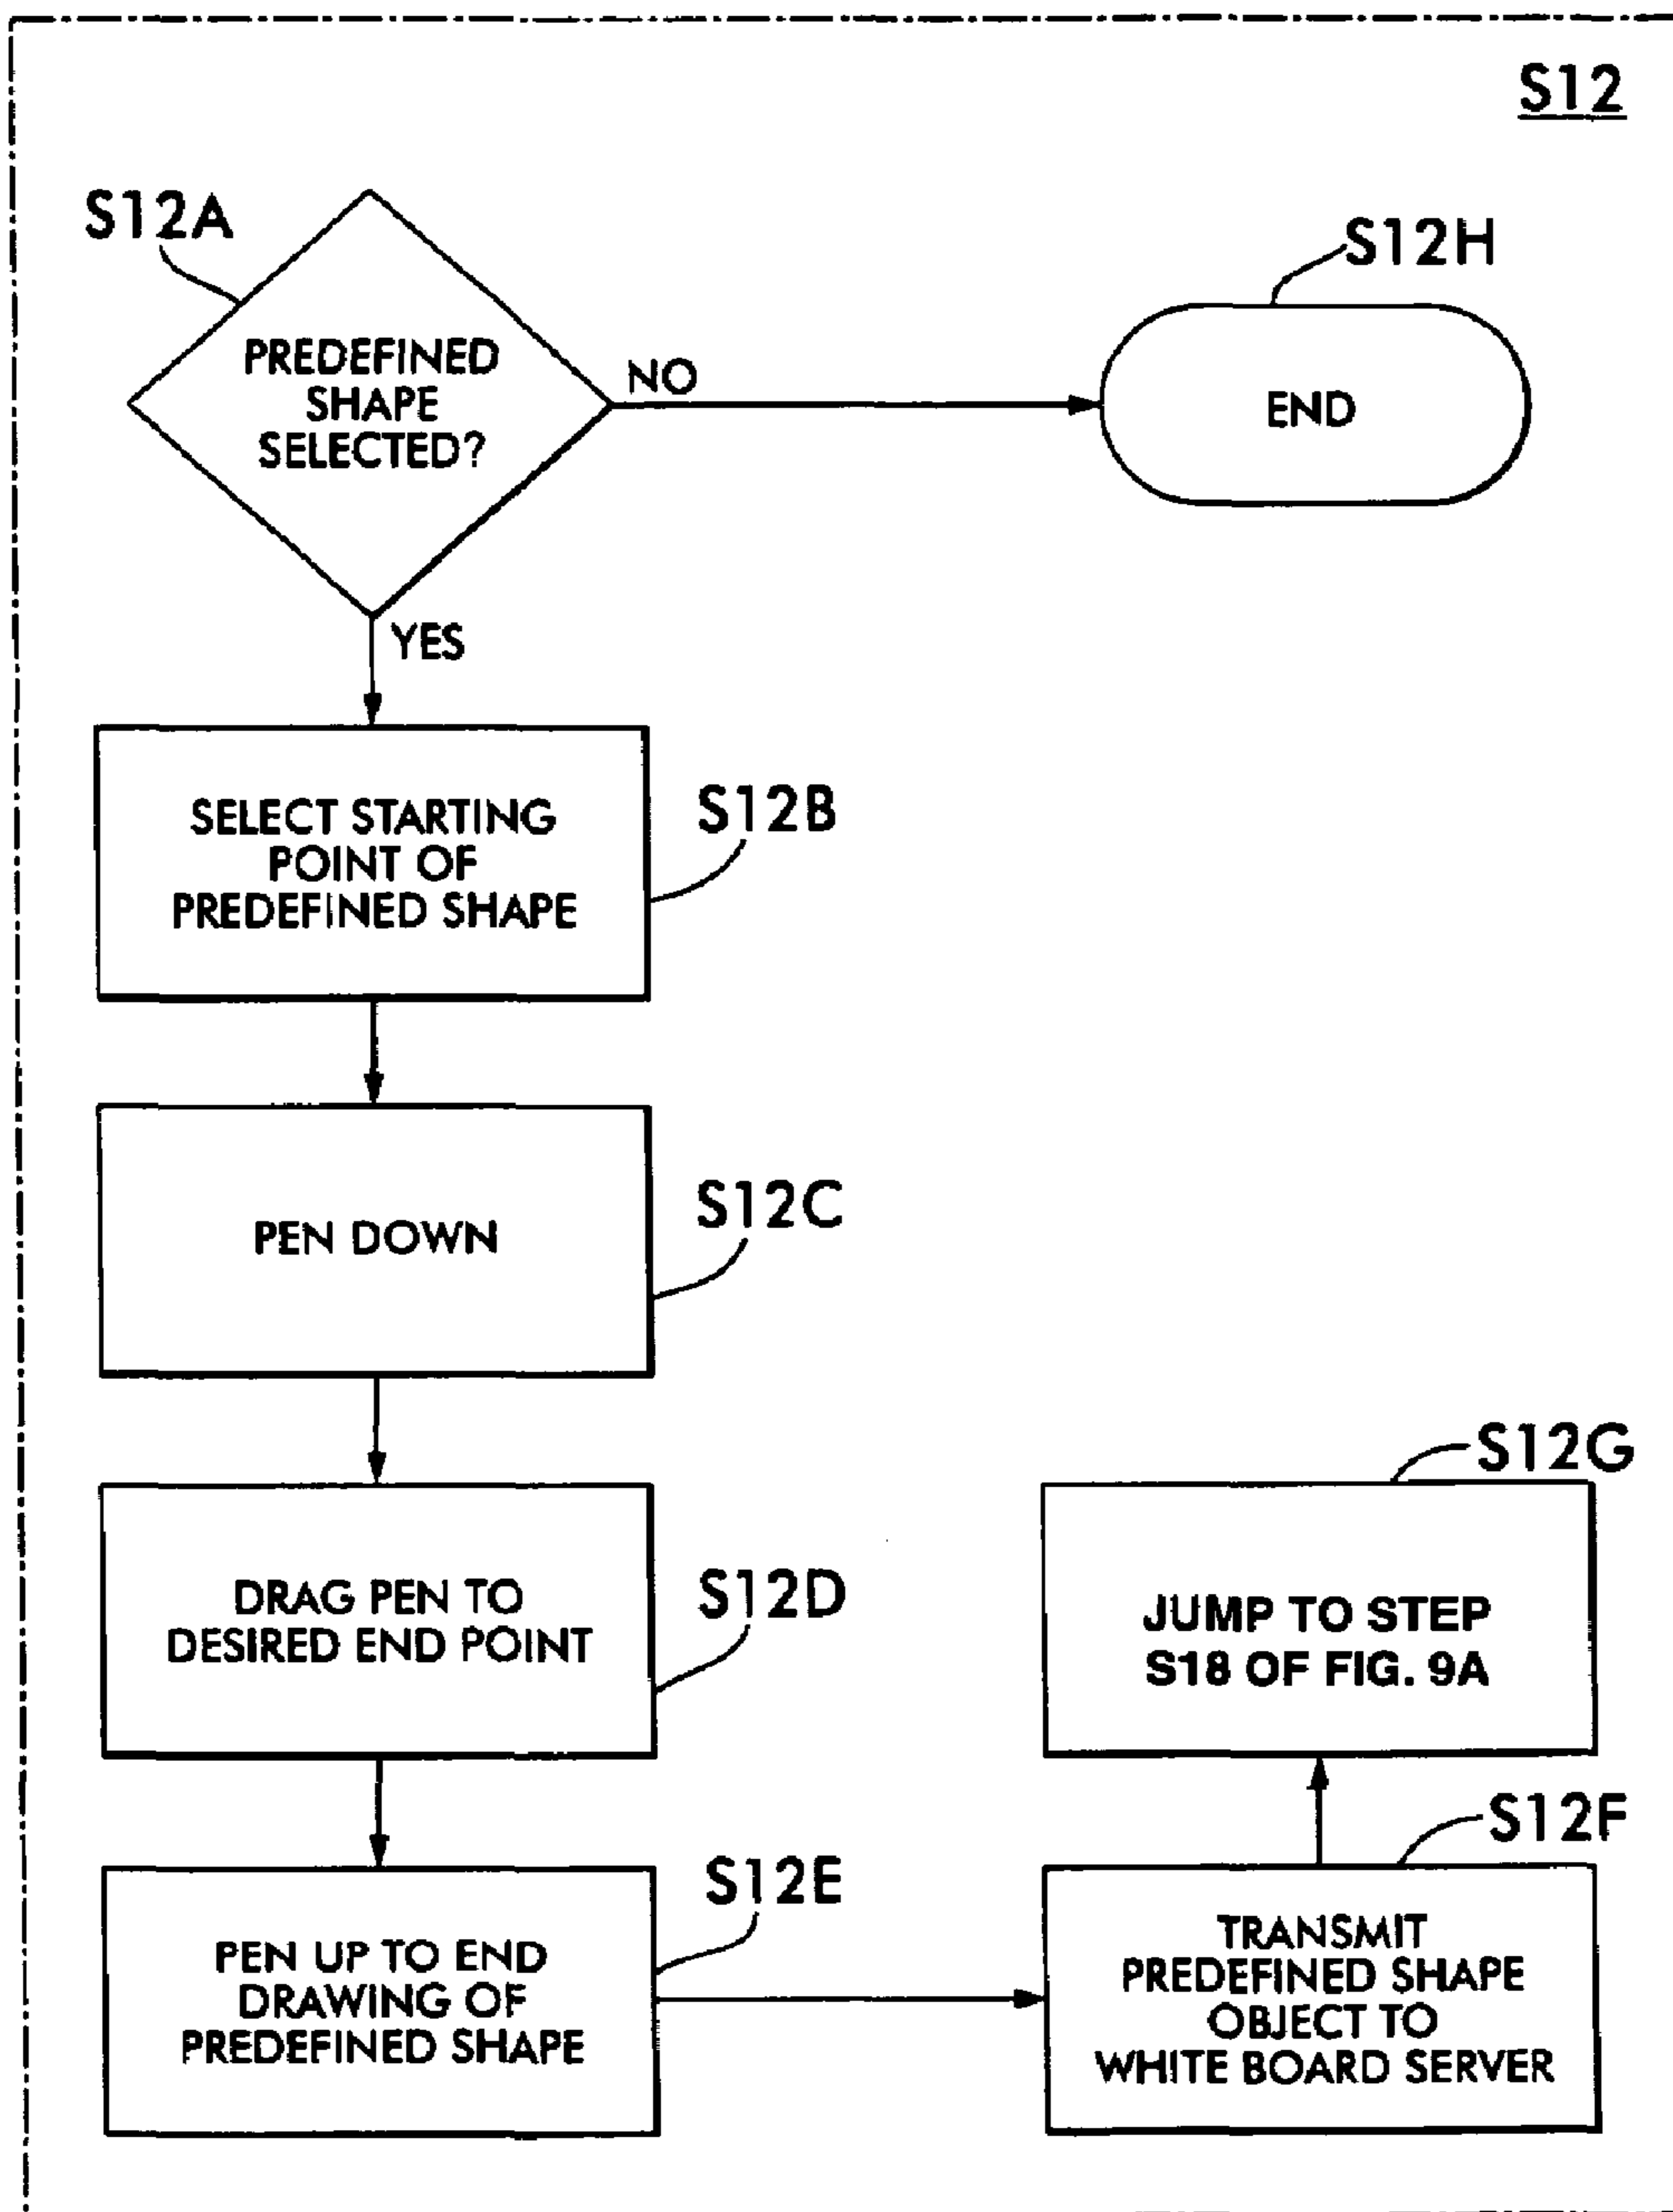 S12
S12A
PREDEFINED
SHAPE
SELECTED?
NO
S12H
END
YES
SELECT STARTING
POINT OF
PREDEFINED SHAPE
S12B
PEN DOWN
S12C
DRAG PEN TO
DESIRED END POINT
S12D
PEN UP TO END
DRAWING OF
PREDEFINED SHAPE
S12E
TRANSMIT
PREDEFINED SHAPE
OBJECT TO
WHITE BOARD SERVER
S12F
JUMP TO STEP
S18 OF FIG. 9A
S12G